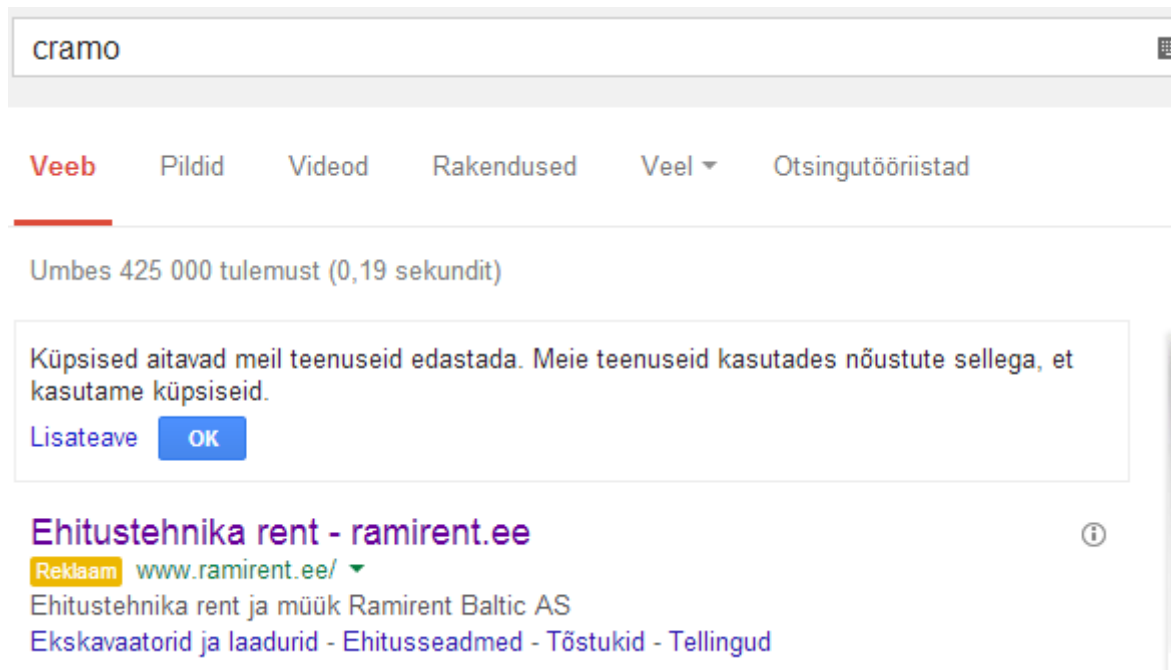 cramo
Veeb Pildid Videod Rakendused Veel Otsingutööriistad
Umbes 425 000 tulemust (0,19 sekundit)
Küpsised aitavad meil teenuseid edastada. Meie teenuseid kasutades nõustute sellega, et
kasutame küpsiseid.
Lisateave OK
Ehitustehnika rent - ramirent.ee
Reklaam www.ramirent.ee/
Ehitustehnika rent ja müük Ramirent Baltic AS
Ekskavaatorid ja laadurid - Ehitusseadmed - Tõstukid - Tellingud